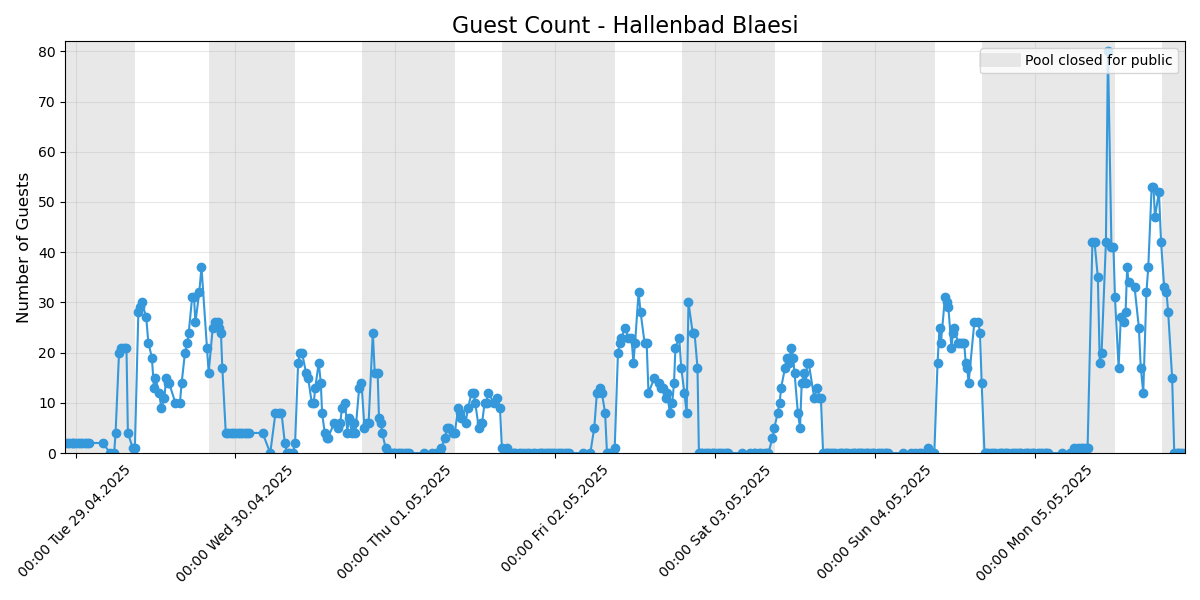 Guest Count - Hallenbad Blaesi
Pool closed for public
Number of Guests
80
70
60
50
40
30
20
10
0
00:00 Tue 29.04.2025
00:00 Wed 30.04.2025
00:00 Thu 01.05.2025
00:00 Fri 02.05.2025
00:00 Sat 03.05.2025
00:00 Sun 04.05.2025
00:00 Mon 05.05.2025